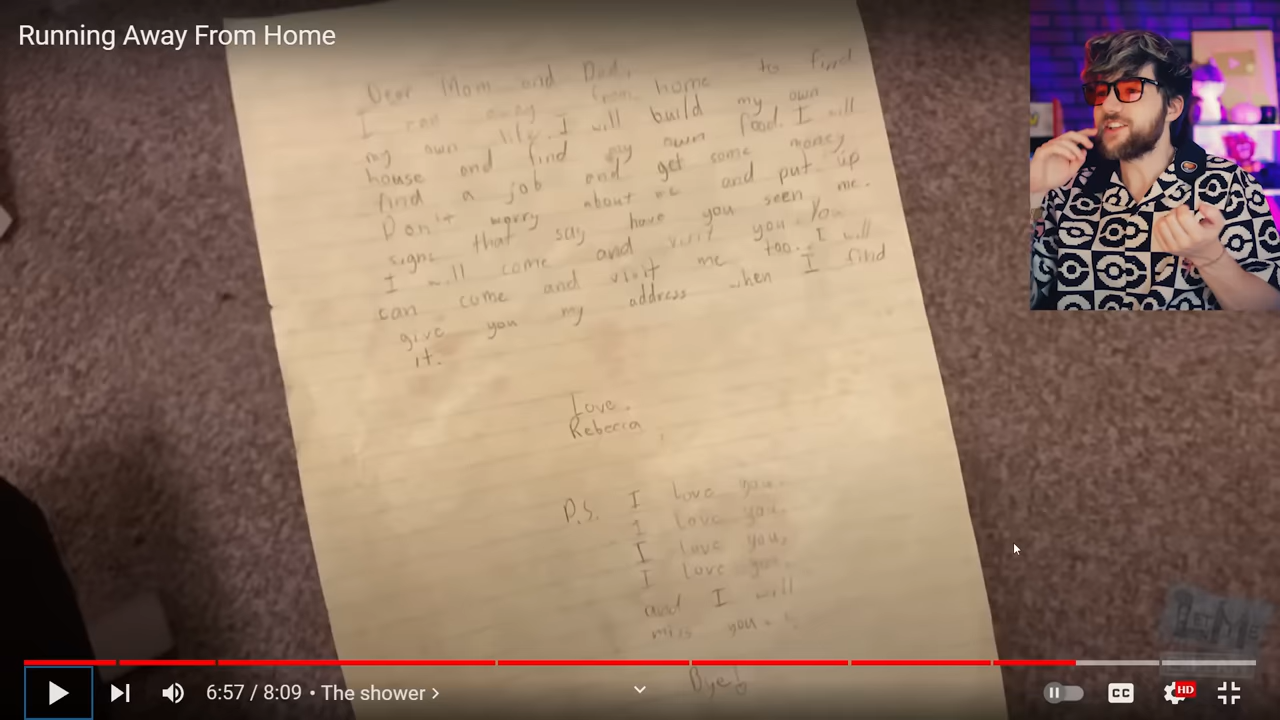 Running Away From Home
Dear Mom and Dad,
I ran away from home to find
my own life. I will build my own
house and find my own food. I will
find a job and get some money
Don't worry about me and put up
signs that say have you seen me.
I will come and visit you. You
can come and visit me too. I will
give you my address when I find
it.
Love,
Rebecca
P.S. I love you.
I love you.
I love you.
I love you.
and I will
miss you
Bye!
6:57 / 8:09 • The shower >
CC
HD